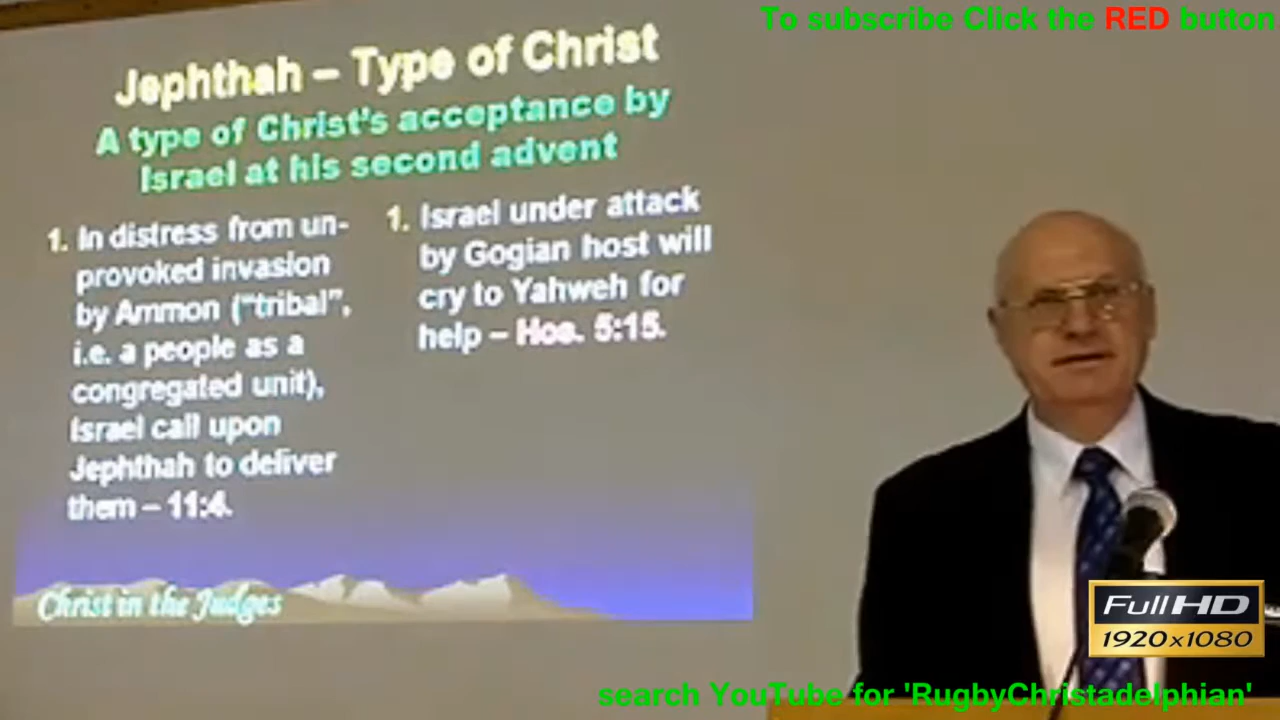 To subscribe Click the RED button
Jephthah – Type of Christ
A type of Christ's acceptance by
Israel at his second advent
1. In distress from un-
provoked invasion
by Ammon ("tribal",
i.e. a people as a
congregated unit),
Israel call upon
Jephthah to deliver
them – 11:4.
1. Israel under attack
by Gogian host will
cry to Yahweh for
help – Hos. 5:15.
Christ in the Judges
Full HD
1920x1080
search YouTube for 'RugbyChristadelphian'